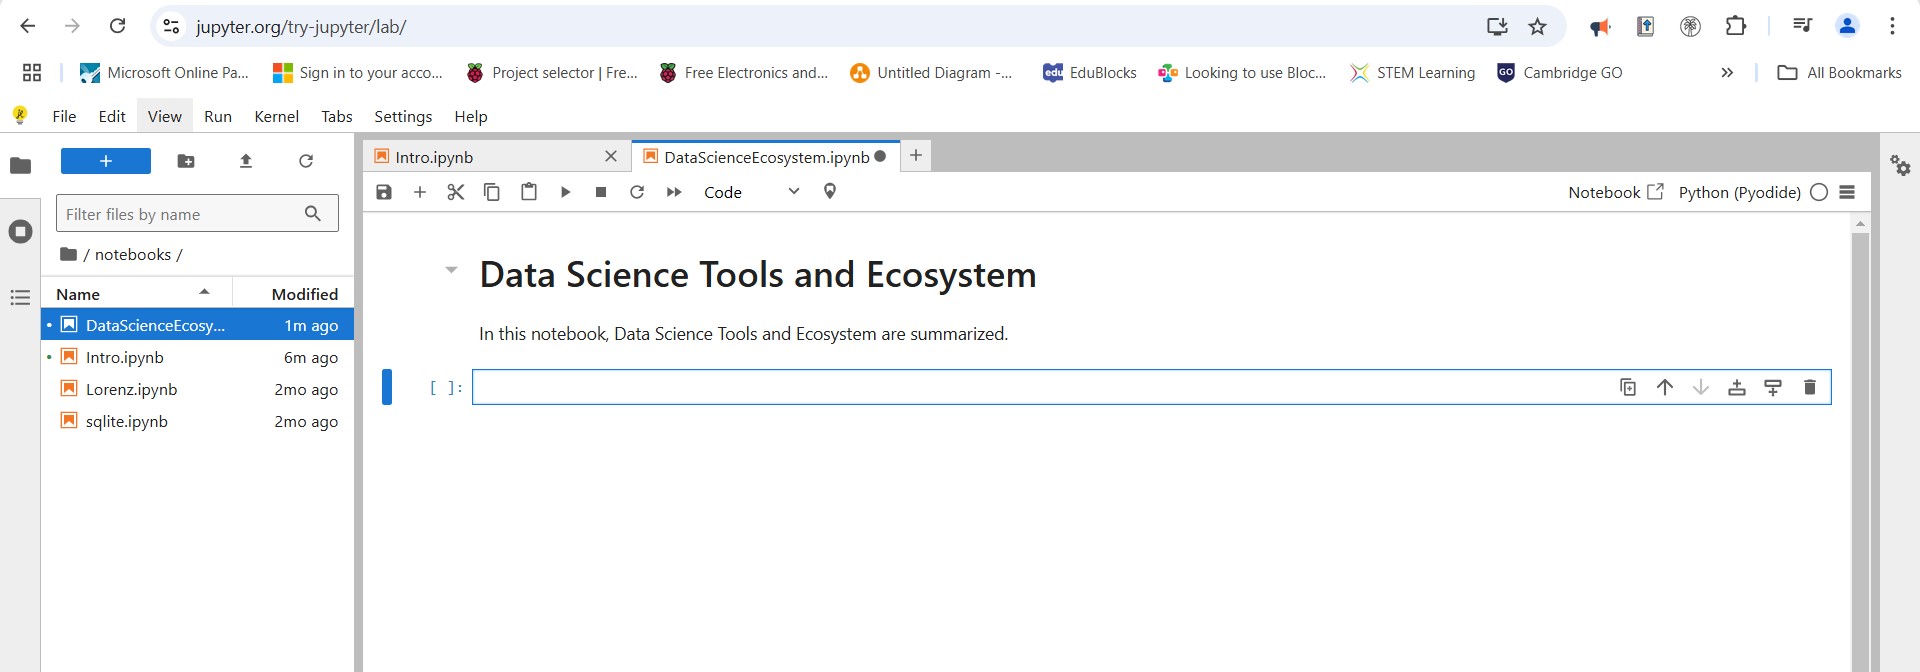 jupyter.org/try-jupyter/lab/
Microsoft Online Pa... Sign in to your acco... Project selector | Fre... Free Electronics and... Untitled Diagram -... edu EduBlocks Looking to use Bloc... STEM Learning GO Cambridge GO » All Bookmarks
File Edit View Run Kernel Tabs Settings Help
Intro.ipynb DataScienceEcosystem.ipynb
Code Notebook Python (Pyodide)
Filter files by name
/ notebooks /
Name Modified
DataScienceEcosy... 1m ago
Intro.ipynb 6m ago
Lorenz.ipynb 2mo ago
sqlite.ipynb 2mo ago
Data Science Tools and Ecosystem
In this notebook, Data Science Tools and Ecosystem are summarized.
[ ]: